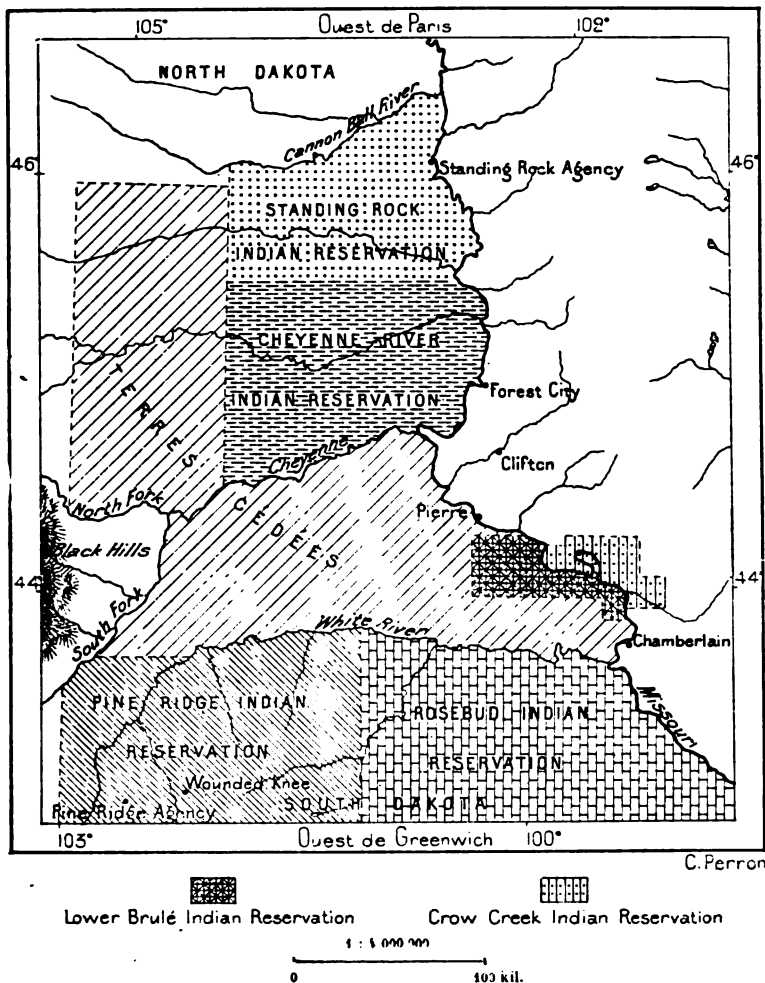 105° Ouest de Paris 102°
NORTH DAKOTA
Cannon Ball River
46° 46°
Standing Rock Agency
STANDING ROCK
INDIAN RESERVATION
CHEYENNE RIVER
INDIAN RESERVATION
Forest City
TERRES
Cheyenne
Clifton
North Fork
CÉDÉES
Pierre
Black Hills
44° 44°
South Fork
White River
Chamberlain
Missouri
PINE RIDGE INDIAN
RESERVATION
ROSEBUD INDIAN
RESERVATION
Wounded Knee
SOUTH DAKOTA
Pine Rider Agency
103° Ouest de Greenwich 100°
C. Perron
Lower Brulé Indian Reservation Crow Creek Indian Reservation
0 100 kil.